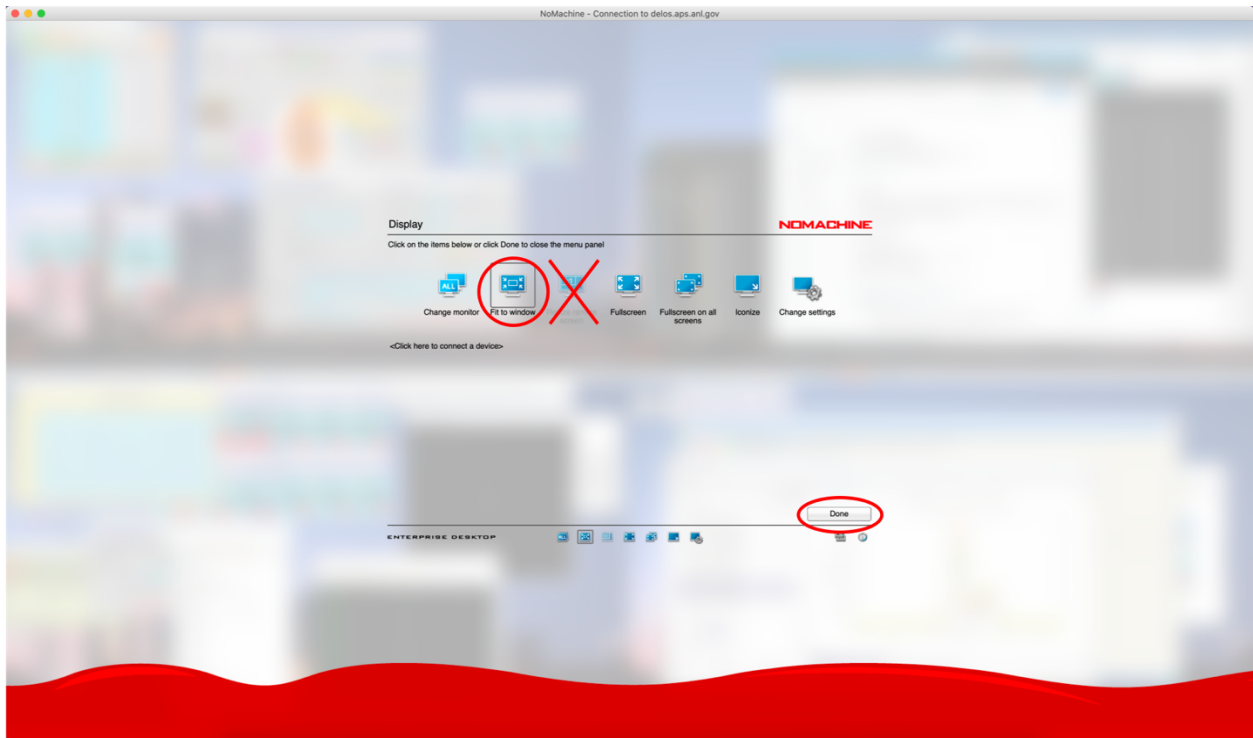 NoMachine - Connection to delos.aps.anl.gov
Display
NOMACHINE
Click on the items below or click Done to close the menu panel
ALL
Change monitor
Fit to window
Fullscreen
Fullscreen on all
screens
Iconize
Change settings
<Click here to connect a device>
Done
ENTERPRISE DESKTOP